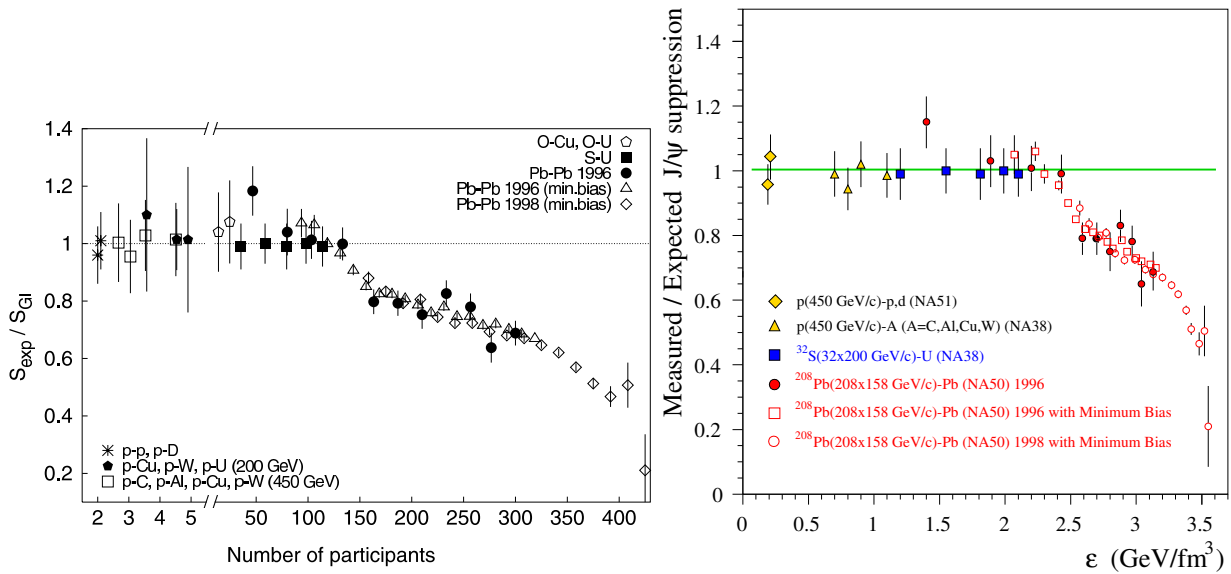 1.4
1.2
1
0.8
0.6
0.4
0.2
S_exp / S_Gl
O-Cu, O-U
S-U
Pb-Pb 1996
Pb-Pb 1996 (min.bias)
Pb-Pb 1998 (min.bias)
p-p, p-D
p-Cu, p-W, p-U (200 GeV)
p-C, p-Al, p-Cu, p-W (450 GeV)
2 3 4 5 50 100 150 200 250 300 350 400
Number of participants
Measured / Expected J/ψ suppression
1.4
1.2
1
0.8
0.6
0.4
0.2
0
p(450 GeV/c)-p,d (NA51)
p(450 GeV/c)-A (A=C,Al,Cu,W) (NA38)
³²S(32x200 GeV/c)-U (NA38)
²⁰⁸Pb(208x158 GeV/c)-Pb (NA50) 1996
²⁰⁸Pb(208x158 GeV/c)-Pb (NA50) 1996 with Minimum Bias
²⁰⁸Pb(208x158 GeV/c)-Pb (NA50) 1998 with Minimum Bias
0 0.5 1 1.5 2 2.5 3 3.5
ε (GeV/fm³)